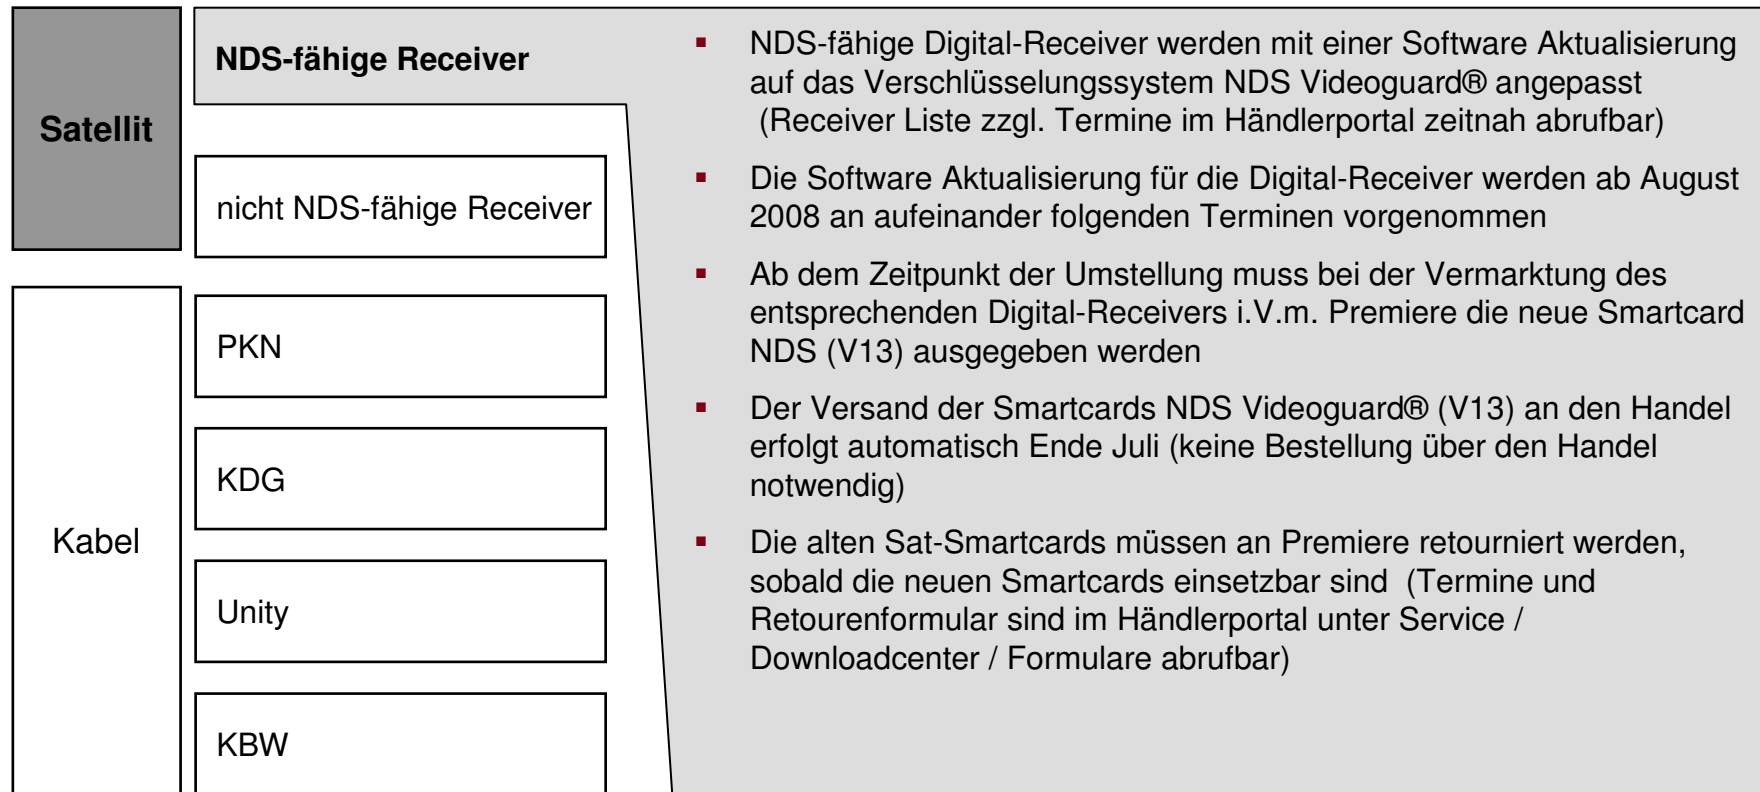 Satellit
NDS-fähige Receiver
nicht NDS-fähige Receiver
Kabel
PKN
KDG
Unity
KBW
▪ NDS-fähige Digital-Receiver werden mit einer Software Aktualisierung
auf das Verschlüsselungssystem NDS Videoguard® angepasst
(Receiver Liste zzgl. Termine im Händlerportal zeitnah abrufbar)
▪ Die Software Aktualisierung für die Digital-Receiver werden ab August
2008 an aufeinander folgenden Terminen vorgenommen
▪ Ab dem Zeitpunkt der Umstellung muss bei der Vermarktung des
entsprechenden Digital-Receivers i.V.m. Premiere die neue Smartcard
NDS (V13) ausgegeben werden
▪ Der Versand der Smartcards NDS Videoguard® (V13) an den Handel
erfolgt automatisch Ende Juli (keine Bestellung über den Handel
notwendig)
▪ Die alten Sat-Smartcards müssen an Premiere retourniert werden,
sobald die neuen Smartcards einsetzbar sind (Termine und
Retourenformular sind im Händlerportal unter Service /
Downloadcenter / Formulare abrufbar)